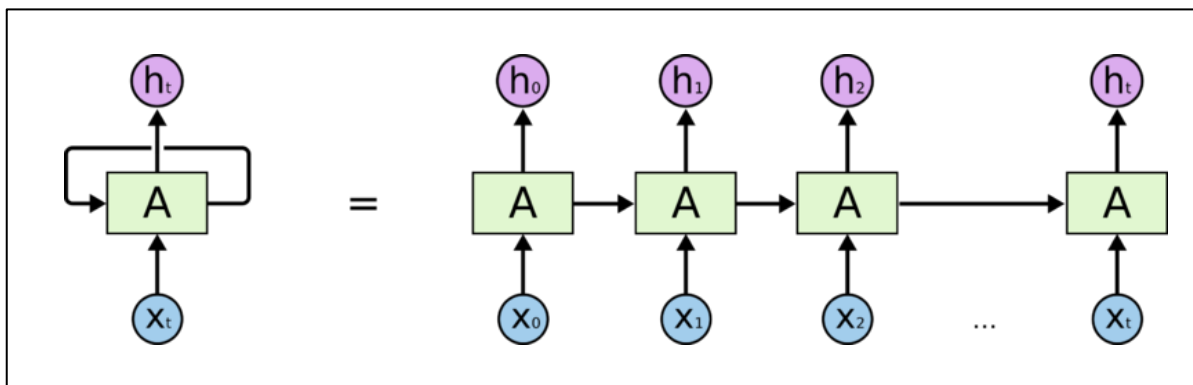 hₜ h₀ h₁ h₂ hₜ
A = A A A A
xₜ x₀ x₁ x₂ ... xₜ